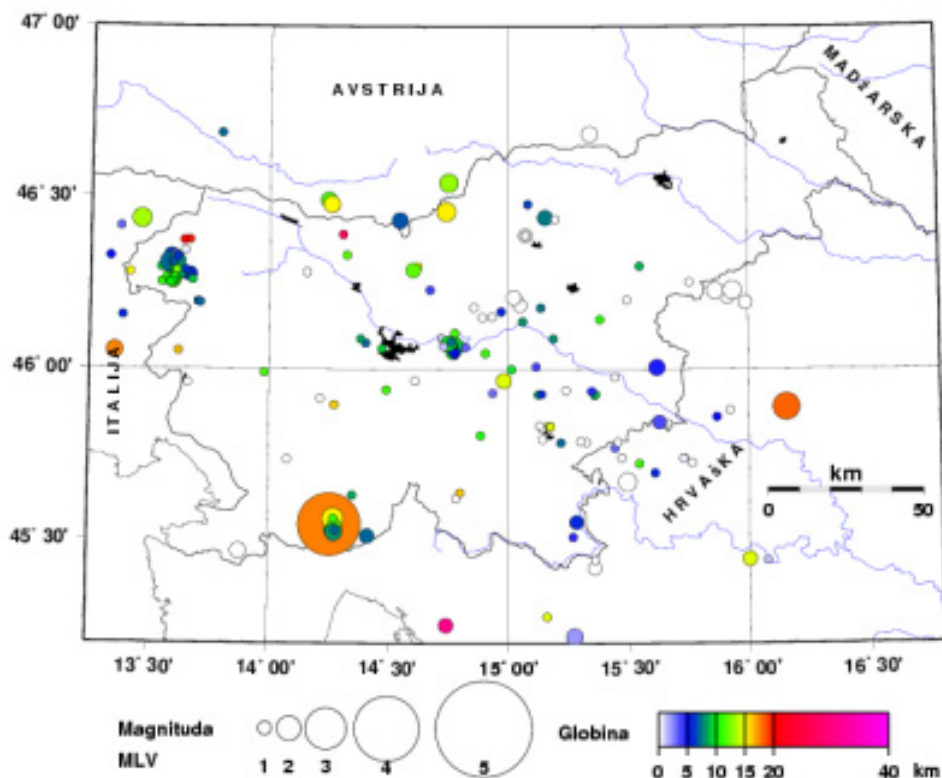 47° 00'
AVSTRIJA
MADŽARSKA
46° 30'
46° 00'
ITALIJA
HRVAšKA
km
0 50
45° 30'
13° 30' 14° 00' 14° 30' 15° 00' 15° 30' 16° 00' 16° 30'
Magnituda
MLV
1 2 3 4 5
Globina
0 5 10 15 20 40 km